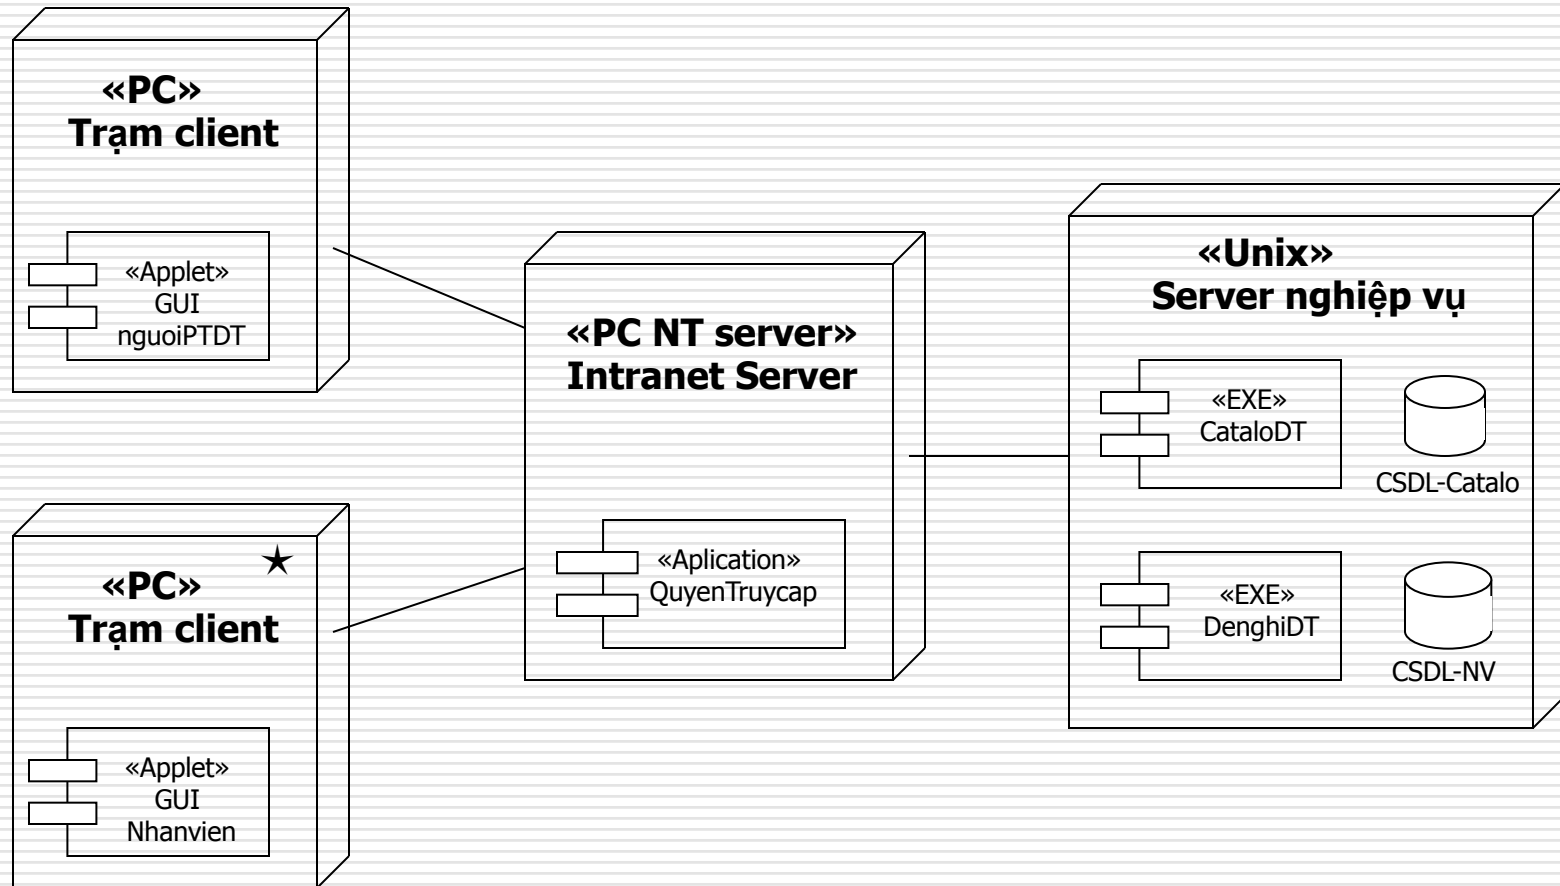 «PC»
Trạm client
«Applet»
GUI
nguoiPTDT
«PC»
Trạm client
«Applet»
GUI
Nhanvien
«PC NT server»
Intranet Server
«Aplication»
QuyenTruycap
«Unix»
Server nghiệp vụ
«EXE»
CataloDT
CSDL-Catalo
«EXE»
DenghiDT
CSDL-NV